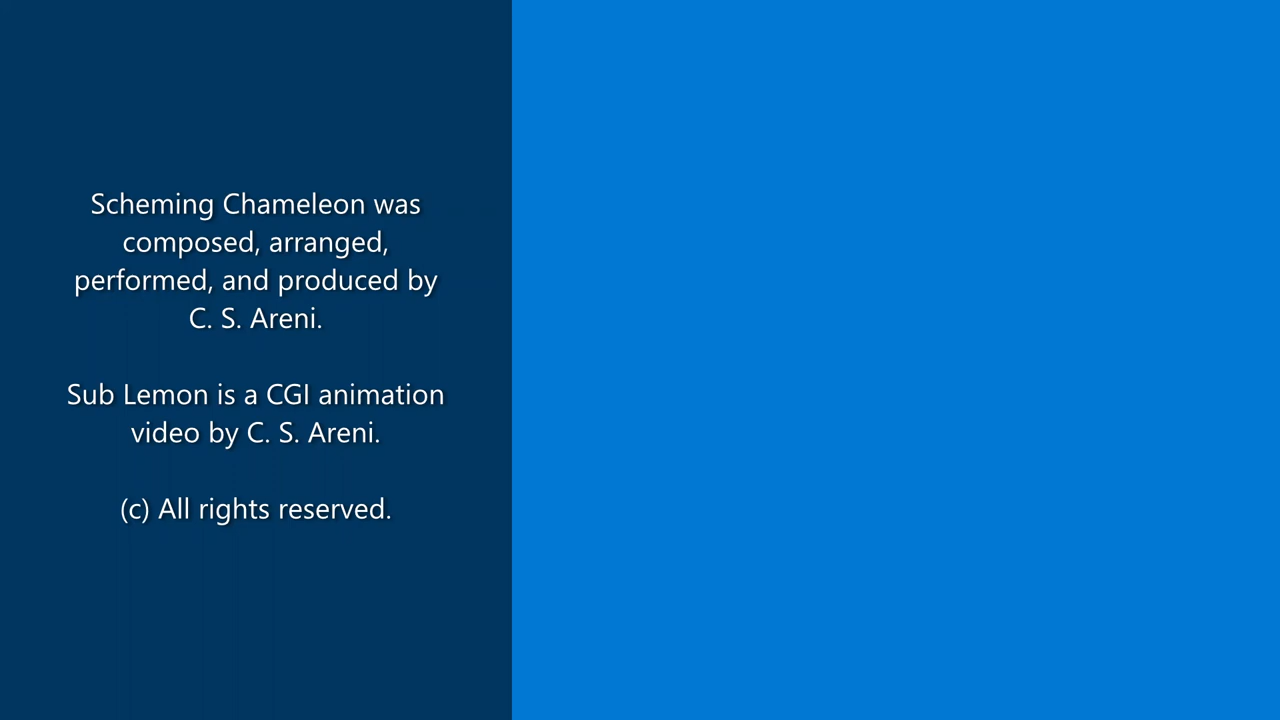 Scheming Chameleon was
composed, arranged,
performed, and produced by
C. S. Areni.
Sub Lemon is a CGI animation
video by C. S. Areni.
(c) All rights reserved.